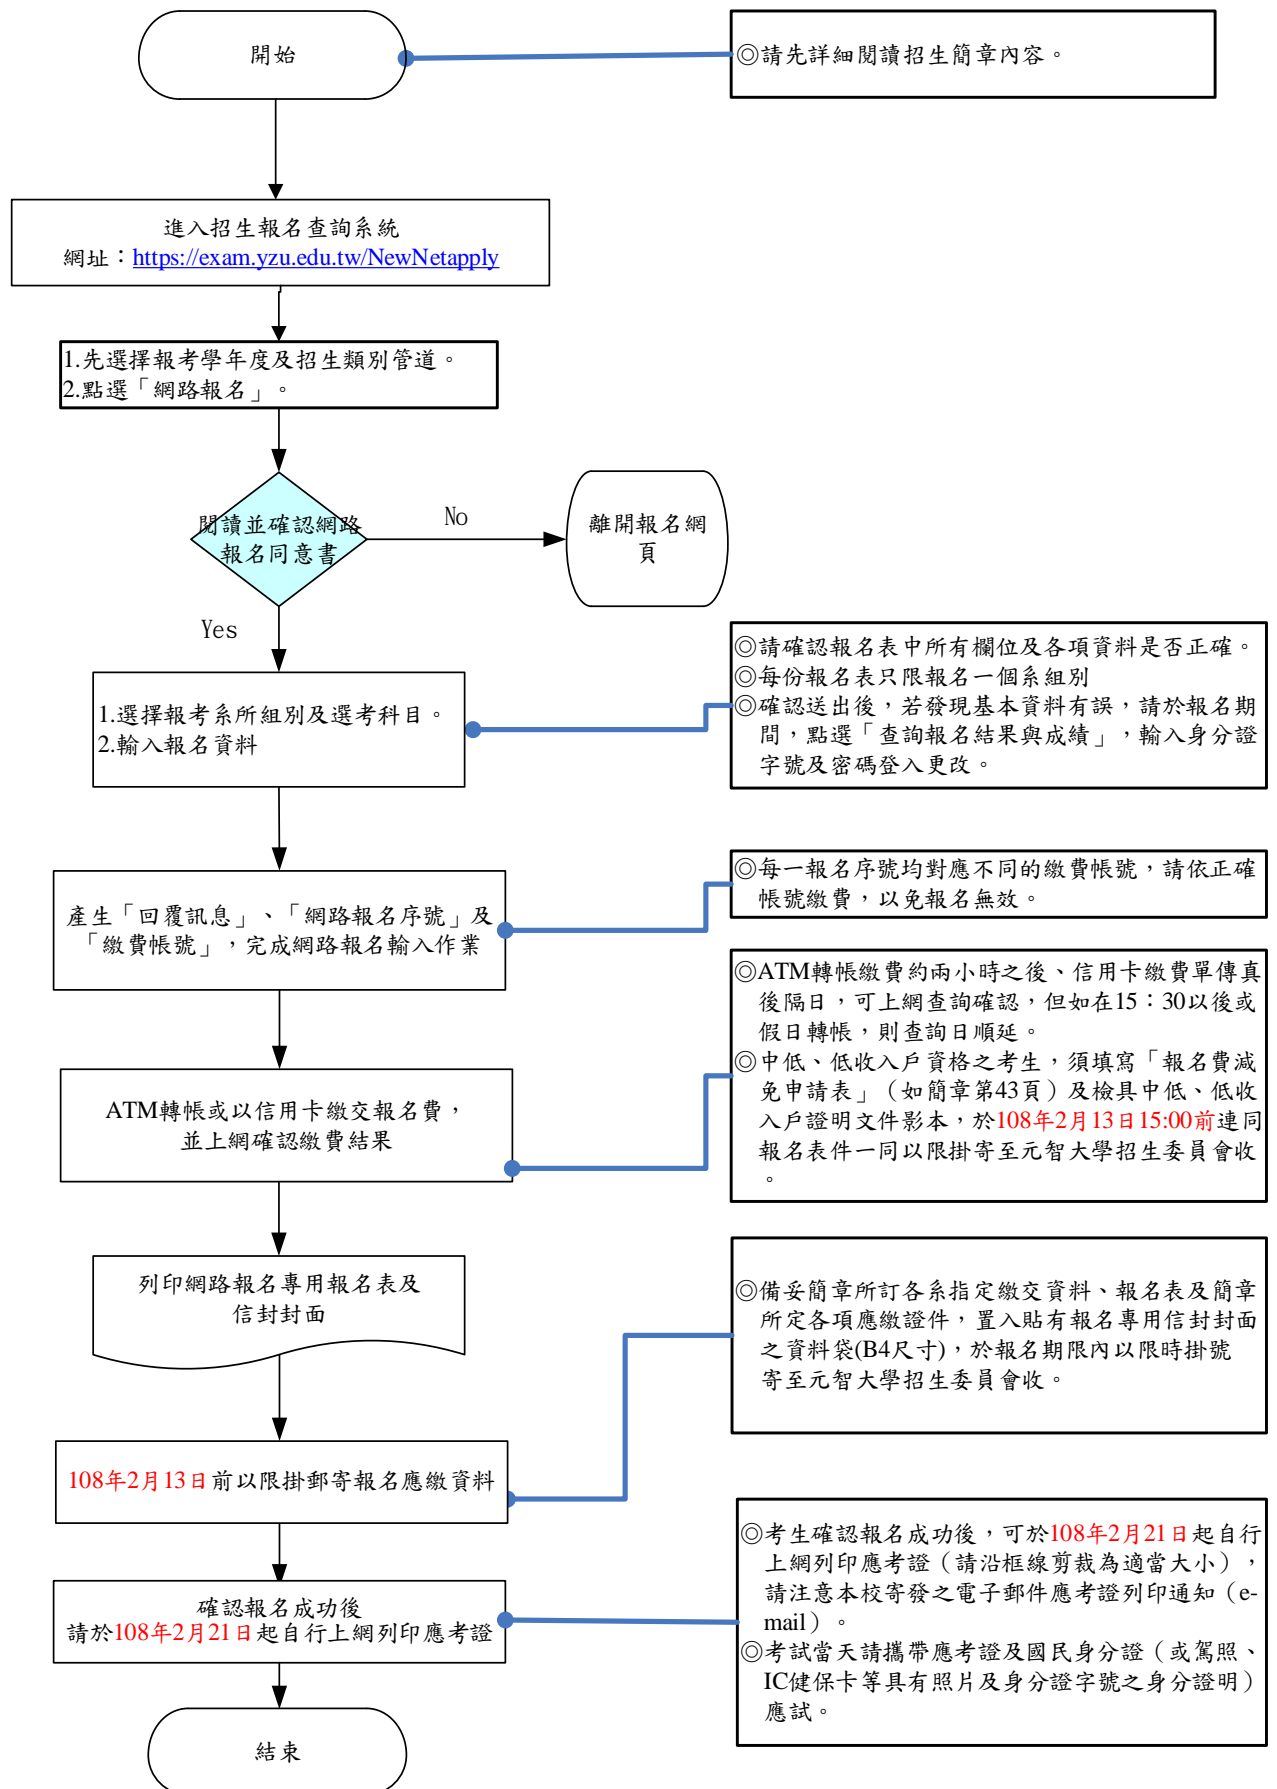 開始
◎請先詳細閱讀招生簡章內容。
進入招生報名查詢系統
網址：https://exam.yzu.edu.tw/NewNetapply
1.先選擇報考學年度及招生類別管道。
2.點選「網路報名」。
閱讀並確認網路
報名同意書
No
離開報名網
頁
Yes
1.選擇報考系所組別及選考科目。
2.輸入報名資料
◎請確認報名表中所有欄位及各項資料是否正確。
◎每份報名表只限報名一個系組別
◎確認送出後，若發現基本資料有誤，請於報名期
間，點選「查詢報名結果與成績」，輸入身分證
字號及密碼登入更改。
產生「回覆訊息」、「網路報名序號」及
「繳費帳號」，完成網路報名輸入作業
◎每一報名序號均對應不同的繳費帳號，請依正確
帳號繳費，以免報名無效。
ATM轉帳或以信用卡繳交報名費，
並上網確認繳費結果
◎ATM轉帳繳費約兩小時之後、信用卡繳費單傳真
後隔日，可上網查詢確認，但如在15：30以後或
假日轉帳，則查詢日順延。
◎中低、低收入戶資格之考生，須填寫「報名費減
免申請表」（如簡章第43頁）及檢具中低、低收
入戶證明文件影本，於108年2月13日15:00前連同
報名表件一同以限掛寄至元智大學招生委員會收
。
列印網路報名專用報名表及
信封封面
◎備妥簡章所訂各系指定繳交資料、報名表及簡章
所定各項應繳證件，置入貼有報名專用信封封面
之資料袋(B4尺寸)，於報名期限內以限時掛號
寄至元智大學招生委員會收。
108年2月13日前以限掛郵寄報名應繳資料
確認報名成功後
請於108年2月21日起自行上網列印應考證
◎考生確認報名成功後，可於108年2月21日起自行
上網列印應考證（請沿框線剪裁為適當大小），
請注意本校寄發之電子郵件應考證列印通知（e-
mail）。
◎考試當天請攜帶應考證及國民身分證（或駕照、
IC健保卡等具有照片及身分證字號之身分證明）
應試。
結束